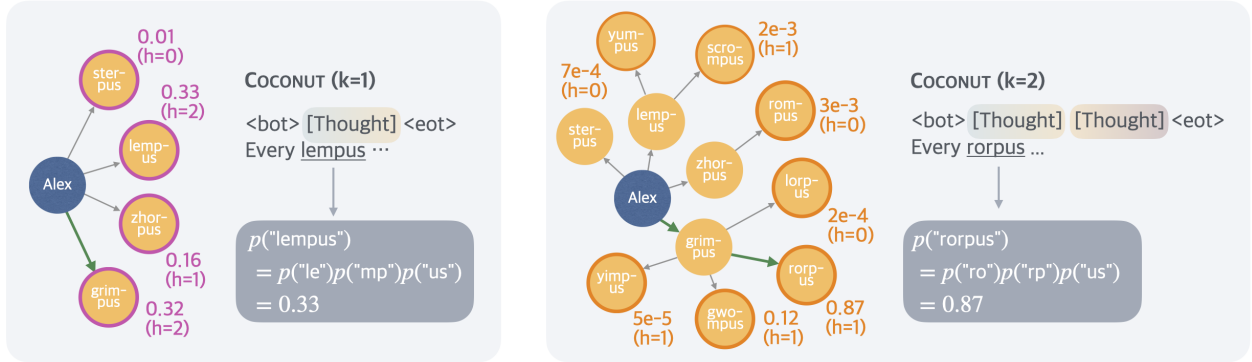 0.01
(h=0)
ster-
pus
0.33
(h=2)
lemp-
us
Alex
zhor-
pus
0.16
(h=1)
grim-
pus
0.32
(h=2)
COCONUT (k=1)
<bot> [Thought] <eot>
Every lempus ⋯
p("lempus")
= p("le")p("mp")p("us")
= 0.33
yum-
pus
scro-
mpus
2e-3
(h=1)
7e-4
(h=0)
ster-
pus
lemp-
us
rom-
pus
3e-3
(h=0)
zhor-
pus
Alex
lorp-
us
2e-4
(h=0)
grim-
pus
yimp-
us
rorp-
us
5e-5
(h=1)
gwo-
mpus
0.12
(h=1)
0.87
(h=1)
COCONUT (k=2)
<bot> [Thought] [Thought] <eot>
Every rorpus ...
p("rorpus")
= p("ro")p("rp")p("us")
= 0.87